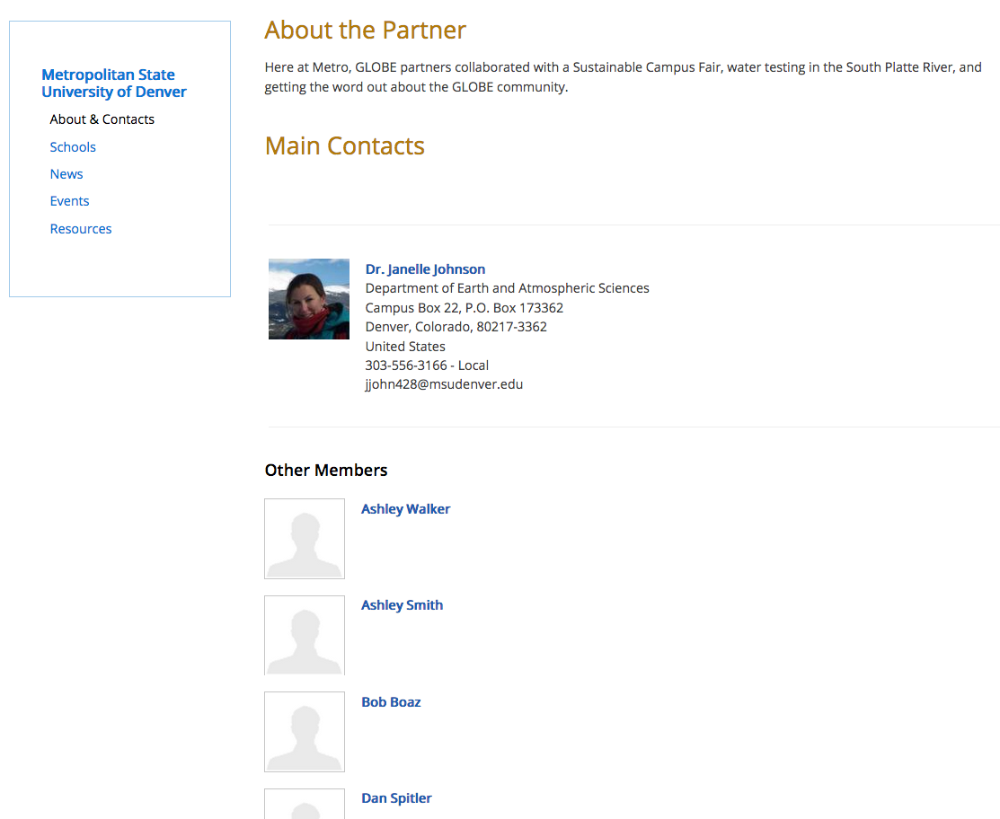 Metropolitan State
University of Denver
About & Contacts
Schools
News
Events
Resources
About the Partner
Here at Metro, GLOBE partners collaborated with a Sustainable Campus Fair, water testing in the South Platte River, and
getting the word out about the GLOBE community.
Main Contacts
Dr. Janelle Johnson
Department of Earth and Atmospheric Sciences
Campus Box 22, P.O. Box 173362
Denver, Colorado, 80217-3362
United States
303-556-3166 - Local
jjohn428@msudenver.edu
Other Members
Ashley Walker
Ashley Smith
Bob Boaz
Dan Spitler